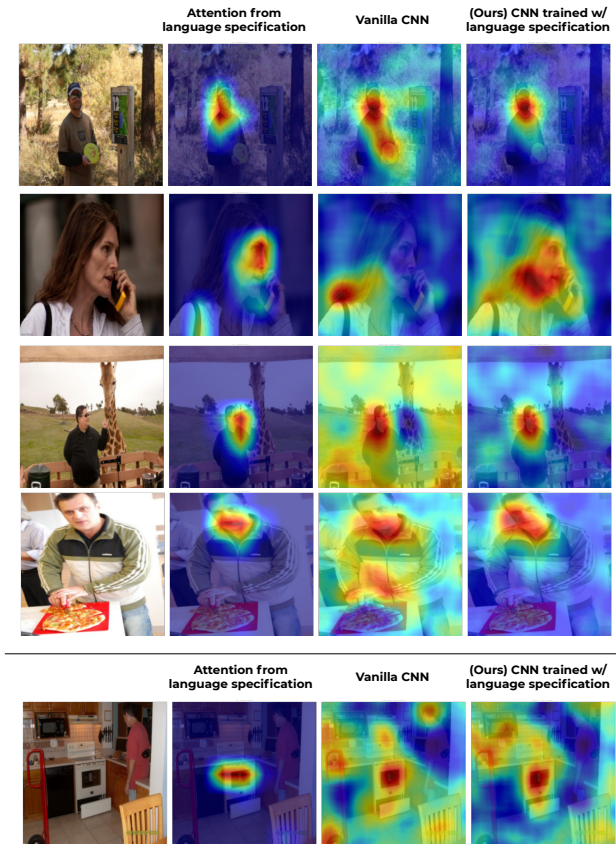 Attention from
language specification
Vanilla CNN
(Ours) CNN trained w/
language specification
Attention from
language specification
Vanilla CNN
(Ours) CNN trained w/
language specification